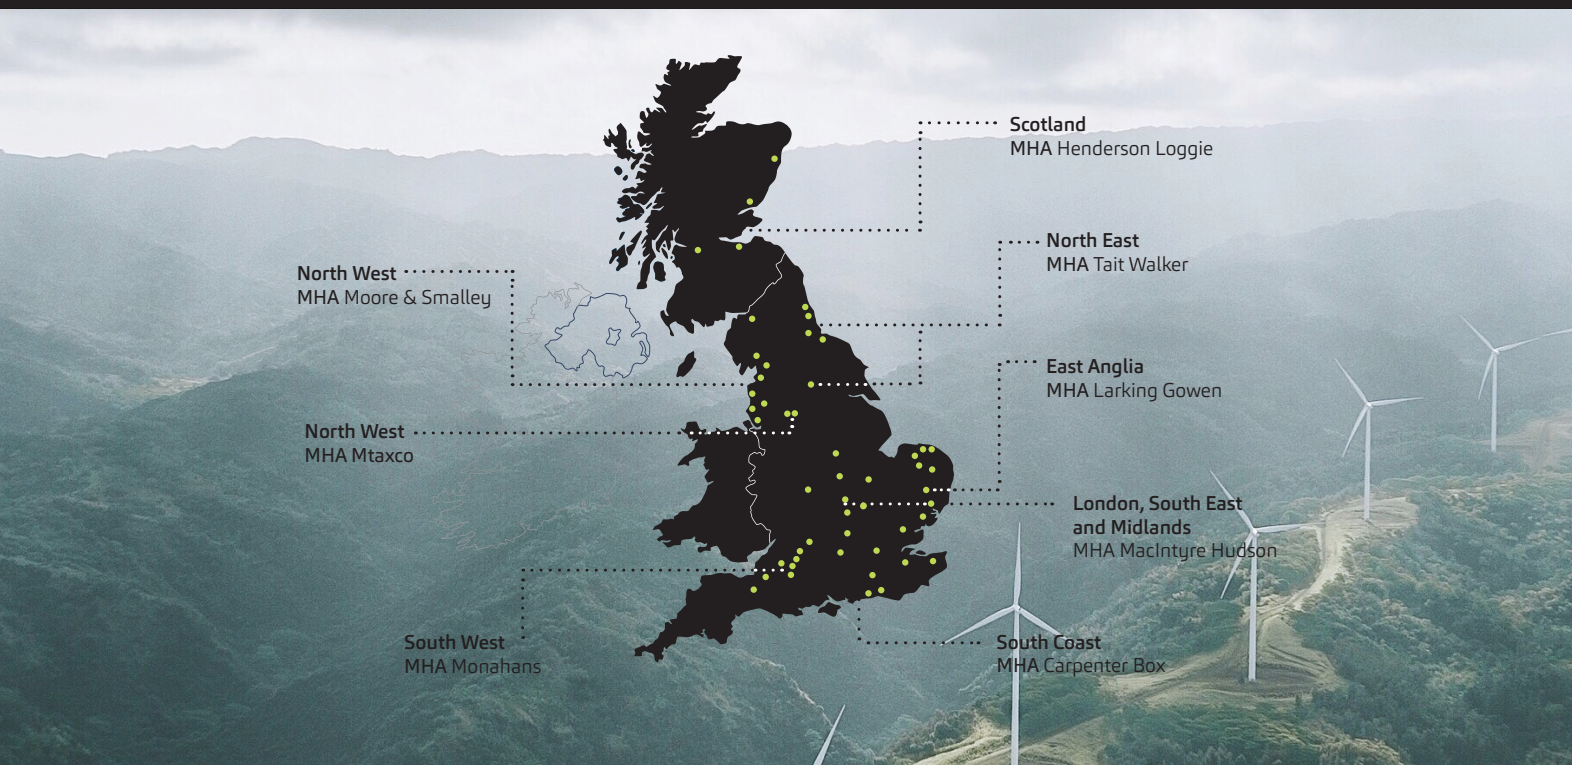 Scotland
MHA Henderson Loggie
North East
MHA Tait Walker
North West
MHA Moore & Smalley
East Anglia
MHA Larking Gowen
North West
MHA Mtaxco
London, South East
and Midlands
MHA MacIntyre Hudson
South West
MHA Monahans
South Coast
MHA Carpenter Box